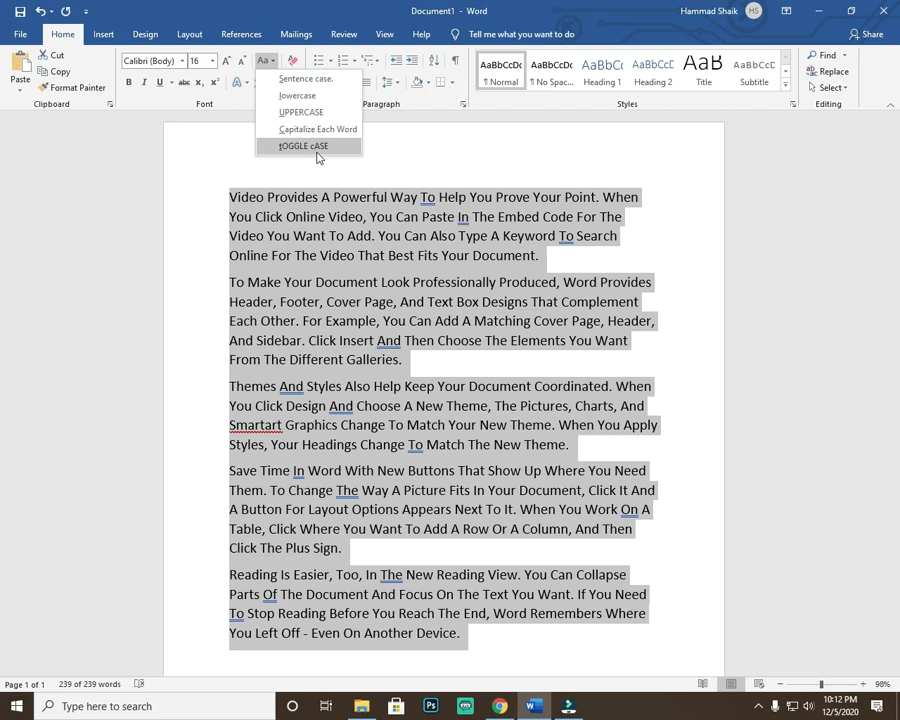 Document1 - Word
Hammad Shaik
HS
File Home Insert Design Layout References Mailings Review View Help Tell me what you want to do Share
Paste
Cut
Copy
Format Painter
Clipboard
Calibri (Body) 16
Aa
B I U abc x₂ x²
Font
Paragraph
AaBbCcDc AaBbCcDc AaBbCc AaBbCcC AaB AaBbCcC
¶ Normal ¶ No Spac... Heading 1 Heading 2 Title Subtitle
Styles
Find
Replace
Select
Editing
Sentence case.
lowercase
UPPERCASE
Capitalize Each Word
tOGGLE cASE
Video Provides A Powerful Way To Help You Prove Your Point. When
You Click Online Video, You Can Paste In The Embed Code For The
Video You Want To Add. You Can Also Type A Keyword To Search
Online For The Video That Best Fits Your Document.
To Make Your Document Look Professionally Produced, Word Provides
Header, Footer, Cover Page, And Text Box Designs That Complement
Each Other. For Example, You Can Add A Matching Cover Page, Header,
And Sidebar. Click Insert And Then Choose The Elements You Want
From The Different Galleries.
Themes And Styles Also Help Keep Your Document Coordinated. When
You Click Design And Choose A New Theme, The Pictures, Charts, And
Smartart Graphics Change To Match Your New Theme. When You Apply
Styles, Your Headings Change To Match The New Theme.
Save Time In Word With New Buttons That Show Up Where You Need
Them. To Change The Way A Picture Fits In Your Document, Click It And
A Button For Layout Options Appears Next To It. When You Work On A
Table, Click Where You Want To Add A Row Or A Column, And Then
Click The Plus Sign.
Reading Is Easier, Too, In The New Reading View. You Can Collapse
Parts Of The Document And Focus On The Text You Want. If You Need
To Stop Reading Before You Reach The End, Word Remembers Where
You Left Off - Even On Another Device.
Page 1 of 1 239 of 239 words
98%
Type here to search
10:12 PM
12/5/2020